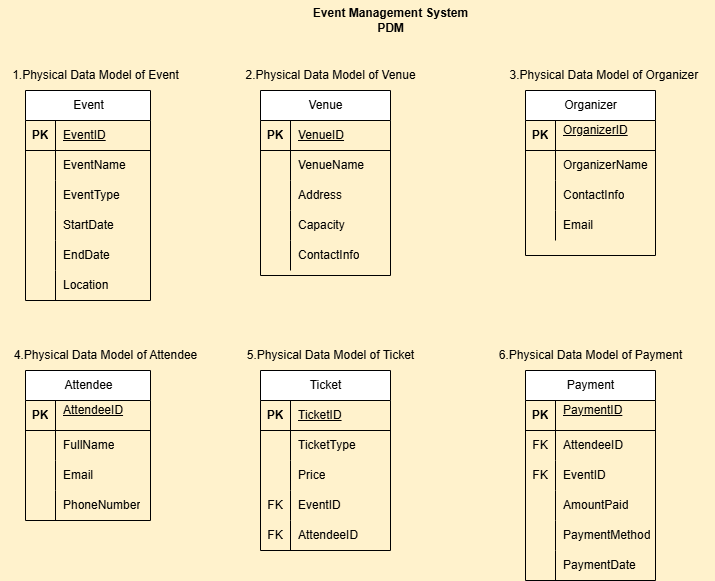 Event Management System
PDM
1.Physical Data Model of Event
Event
PK EventID
EventName
EventType
StartDate
EndDate
Location
2.Physical Data Model of Venue
Venue
PK VenueID
VenueName
Address
Capacity
ContactInfo
3.Physical Data Model of Organizer
Organizer
PK OrganizerID
OrganizerName
ContactInfo
Email
4.Physical Data Model of Attendee
Attendee
PK AttendeeID
FullName
Email
PhoneNumber
5.Physical Data Model of Ticket
Ticket
PK TicketID
TicketType
Price
FK EventID
FK AttendeeID
6.Physical Data Model of Payment
Payment
PK PaymentID
FK AttendeeID
FK EventID
AmountPaid
PaymentMethod
PaymentDate